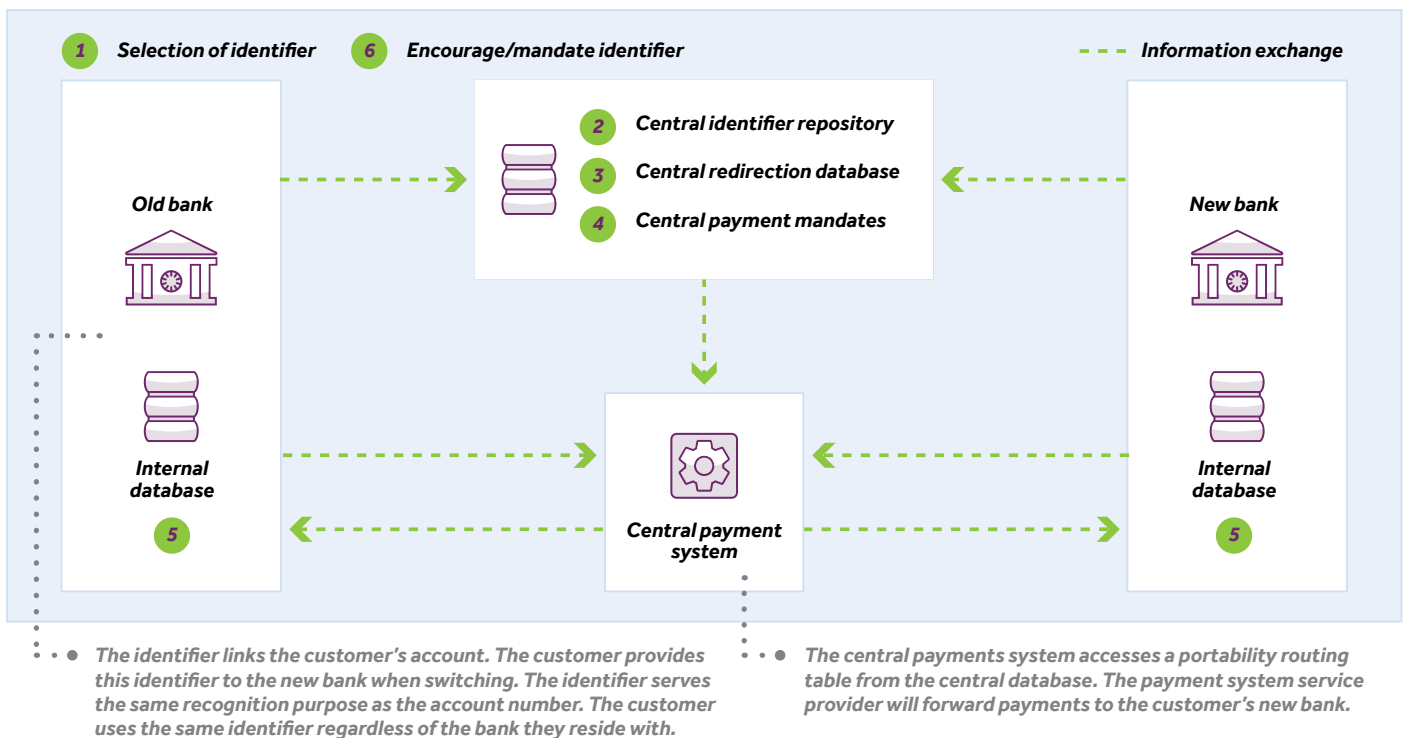 1 Selection of identifier
6 Encourage/mandate identifier
Information exchange
2 Central identifier repository
3 Central redirection database
4 Central payment mandates
Old bank
New bank
Internal
database
5
Central payment
system
Internal
database
5
The identifier links the customer’s account. The customer provides
this identifier to the new bank when switching. The identifier serves
the same recognition purpose as the account number. The customer
uses the same identifier regardless of the bank they reside with.
The central payments system accesses a portability routing
table from the central database. The payment system service
provider will forward payments to the customer’s new bank.